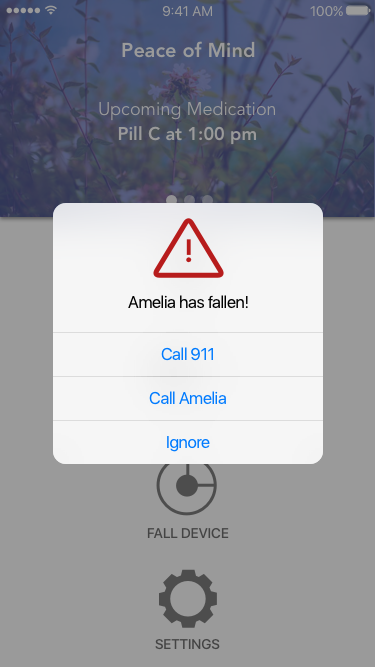 9:41 AM
100%
Peace of Mind
Upcoming Medication
Pill C at 1:00 pm
!
Amelia has fallen!
Call 911
Call Amelia
Ignore
FALL DEVICE
SETTINGS